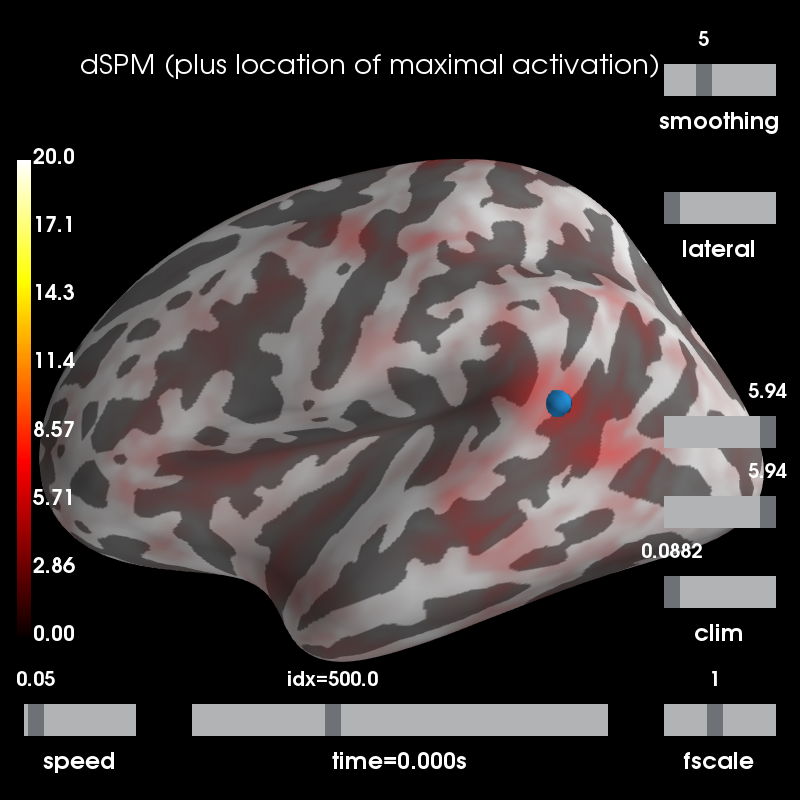 5
dSPM (plus location of maximal activation)
smoothing
20.0
17.1
lateral
14.3
11.4
5.94
8.57
5.94
5.71
0.0882
2.86
0.00
clim
0.05
idx=500.0
1
speed
time=0.000s
fscale